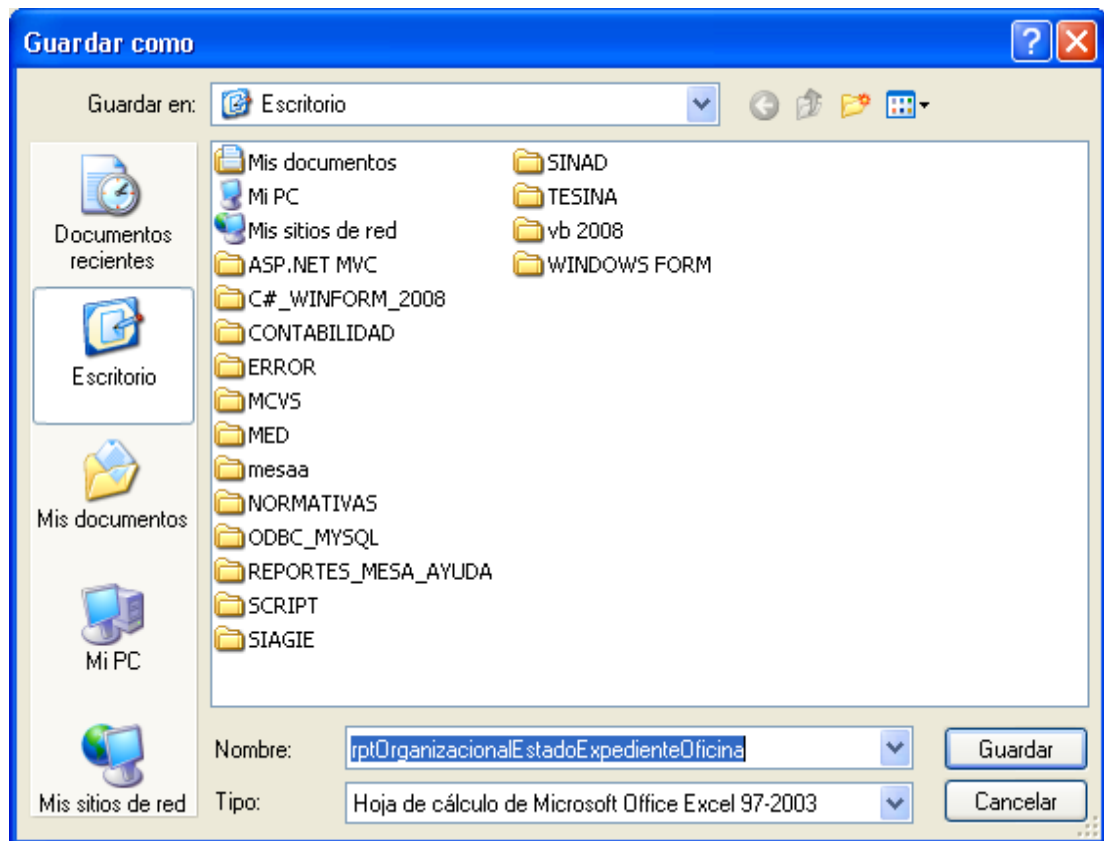 Guardar como
Guardar en:
Escritorio
Documentos
recientes
Escritorio
Mis documentos
Mi PC
Mis sitios de red
Mis documentos
Mi PC
Mis sitios de red
ASP.NET MVC
C#_WINFORM_2008
CONTABILIDAD
ERROR
MCVS
MED
mesaa
NORMATIVAS
ODBC_MYSQL
REPORTES_MESA_AYUDA
SCRIPT
SIAGIE
SINAD
TESINA
vb 2008
WINDOWS FORM
Nombre:
rptOrganizacionalEstadoExpedienteOficina
Guardar
Tipo:
Hoja de cálculo de Microsoft Office Excel 97-2003
Cancelar